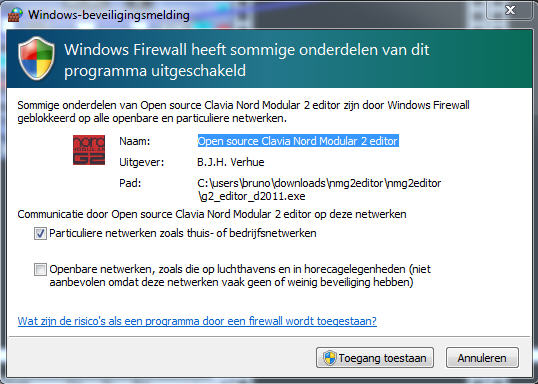 Windows-beveiligingsmelding
Windows Firewall heeft sommige onderdelen van dit
programma uitgeschakeld
Sommige onderdelen van Open source Clavia Nord Modular 2 editor zijn door Windows Firewall
geblokkeerd op alle openbare en particuliere netwerken.
nord
modular
G2
Naam: Open source Clavia Nord Modular 2 editor
Uitgever: B.J.H. Verhue
Pad: C:\users\bruno\downloads\nmg2editor\nmg2editor
\g2_editor_d2011.exe
Communicatie door Open source Clavia Nord Modular 2 editor op deze netwerken
Particuliere netwerken zoals thuis- of bedrijfsnetwerken
Openbare netwerken, zoals die op luchthavens en in horecagelegenheden (niet
aanbevolen omdat deze netwerken vaak geen of weinig beveiliging hebben)
Wat zijn de risico's als een programma door een firewall wordt toegestaan?
Toegang toestaan
Annuleren